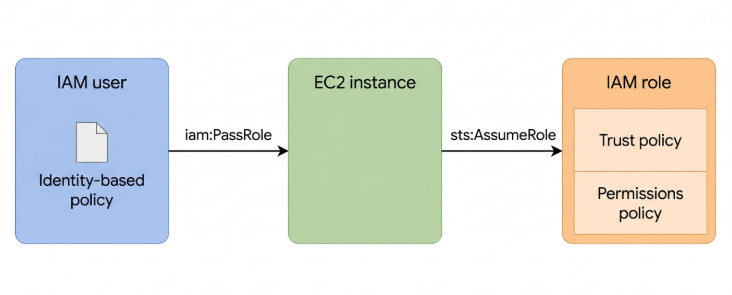 IAM user
Identity-based
policy
iam:PassRole
EC2 instance
sts:AssumeRole
IAM role
Trust policy
Permissions
policy